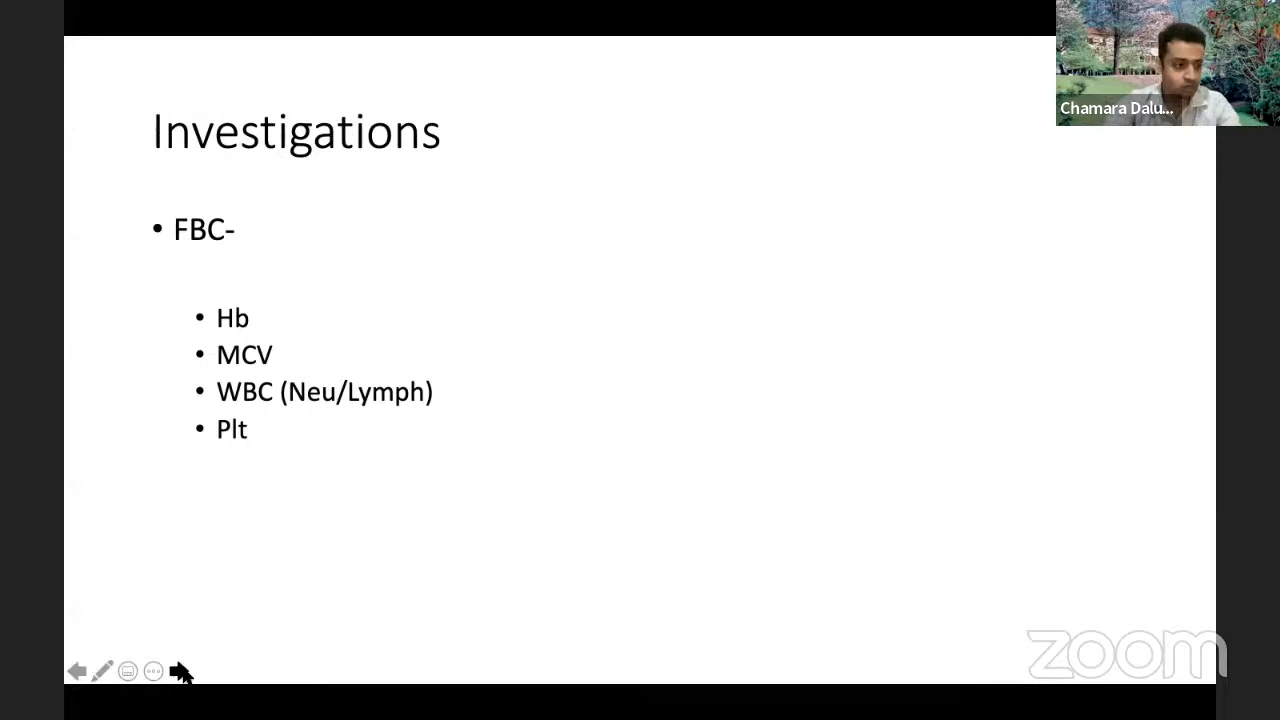 Chamara Dalu...
Investigations
• FBC-
• Hb
• MCV
• WBC (Neu/Lymph)
• Plt
zoom